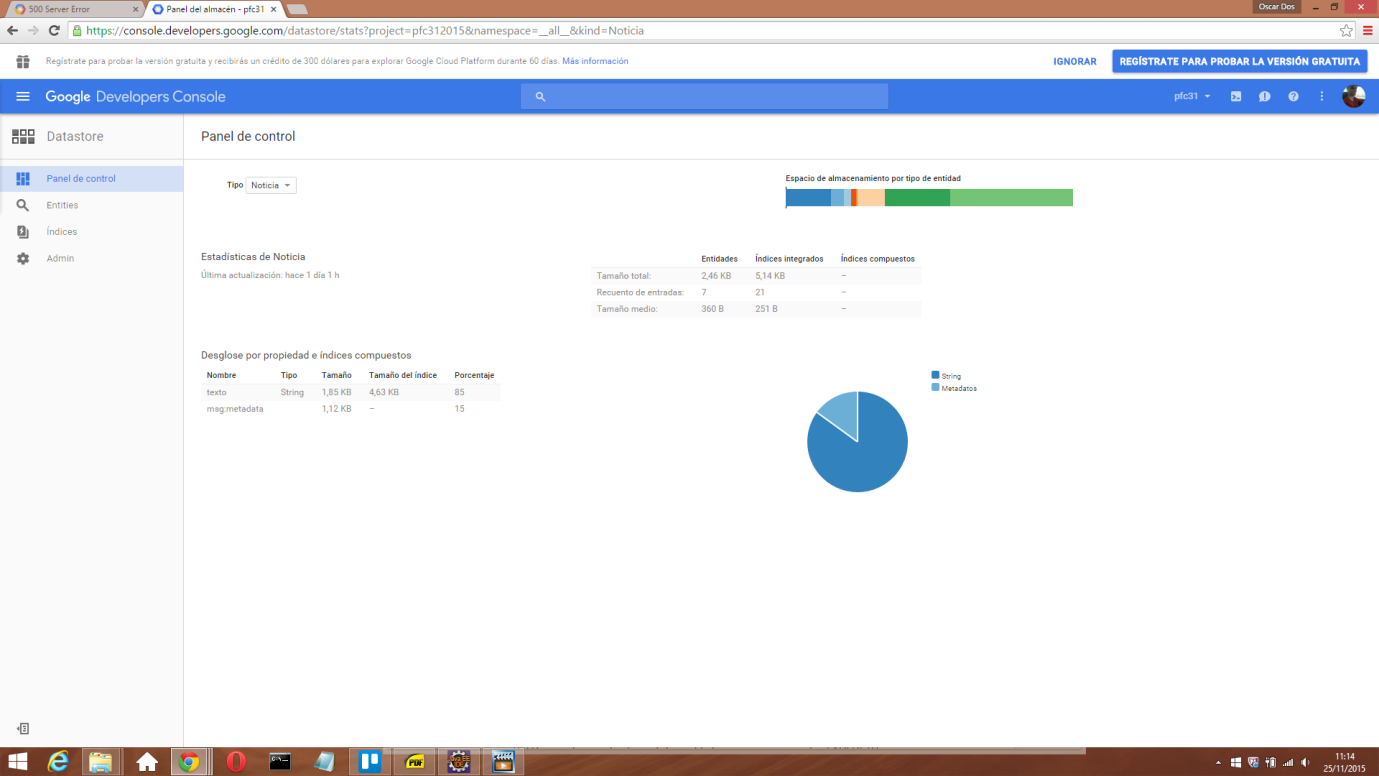 500 Server Error
Panel del almacén - pfc31
Oscar Dos
https://console.developers.google.com/datastore/stats?project=pfc312015&namespace=__all__&kind=Noticia
Regístrate para probar la versión gratuita y recibirás un crédito de 300 dólares para explorar Google Cloud Platform durante 60 días. Más información
IGNORAR
REGÍSTRATE PARA PROBAR LA VERSIÓN GRATUITA
Google Developers Console
pfc31
Datastore
Panel de control
Panel de control
Entities
Índices
Admin
Tipo Noticia
Espacio de almacenamiento por tipo de entidad
Estadísticas de Noticia
Última actualización: hace 1 día 1 h
Entidades Índices integrados Índices compuestos
Tamaño total: 2,46 KB 5,14 KB –
Recuento de entradas: 7 21 –
Tamaño medio: 360 B 251 B –
Desglose por propiedad e índices compuestos
Nombre Tipo Tamaño Tamaño del índice Porcentaje
texto String 1,85 KB 4,63 KB 85
msg:metadata 1,12 KB – 15
String
Metadatos
PDF
11:14
25/11/2015